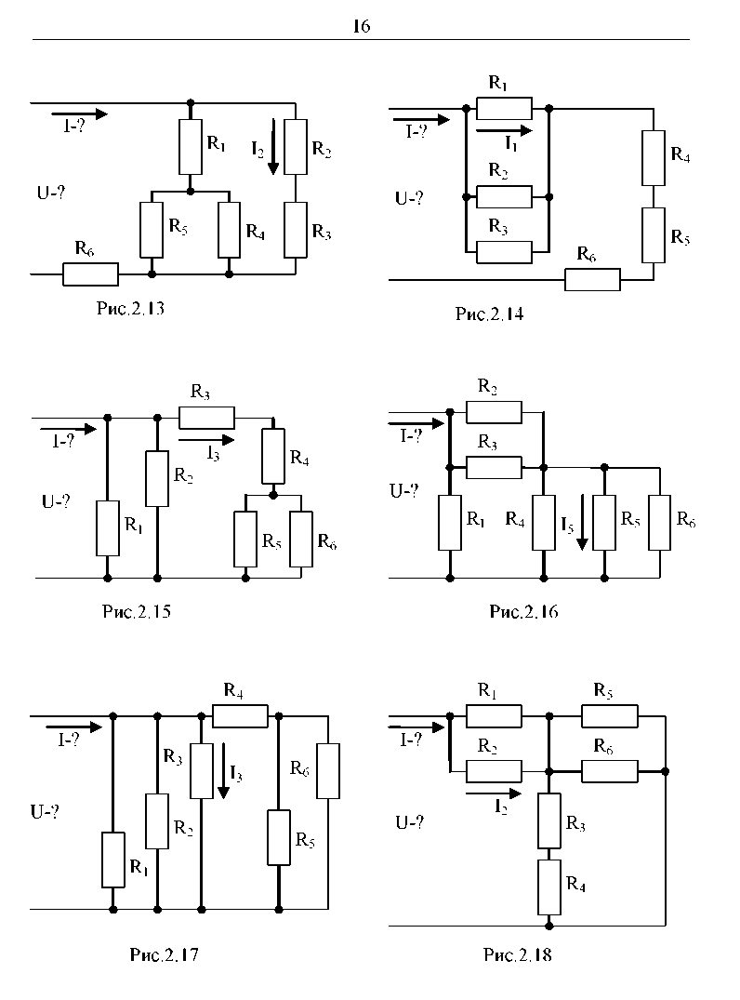 16
I-?
R₁
I₂
R₂
U-?
R₅
R₄
R₃
R₆
Рис.2.13
R₁
I-?
I₁
R₄
R₂
U-?
R₃
R₅
R₆
Рис.2.14
R₃
I-?
I₃
R₄
R₂
U-?
R₁
R₅
R₆
Рис.2.15
R₂
I-?
R₃
U-?
R₁
R₄
I₅
R₅
R₆
Рис.2.16
R₄
I-?
R₃
I₃
R₆
U-?
R₂
R₅
R₁
Рис.2.17
R₁
R₅
I-?
R₂
R₆
I₂
U-?
R₃
R₄
Рис.2.18